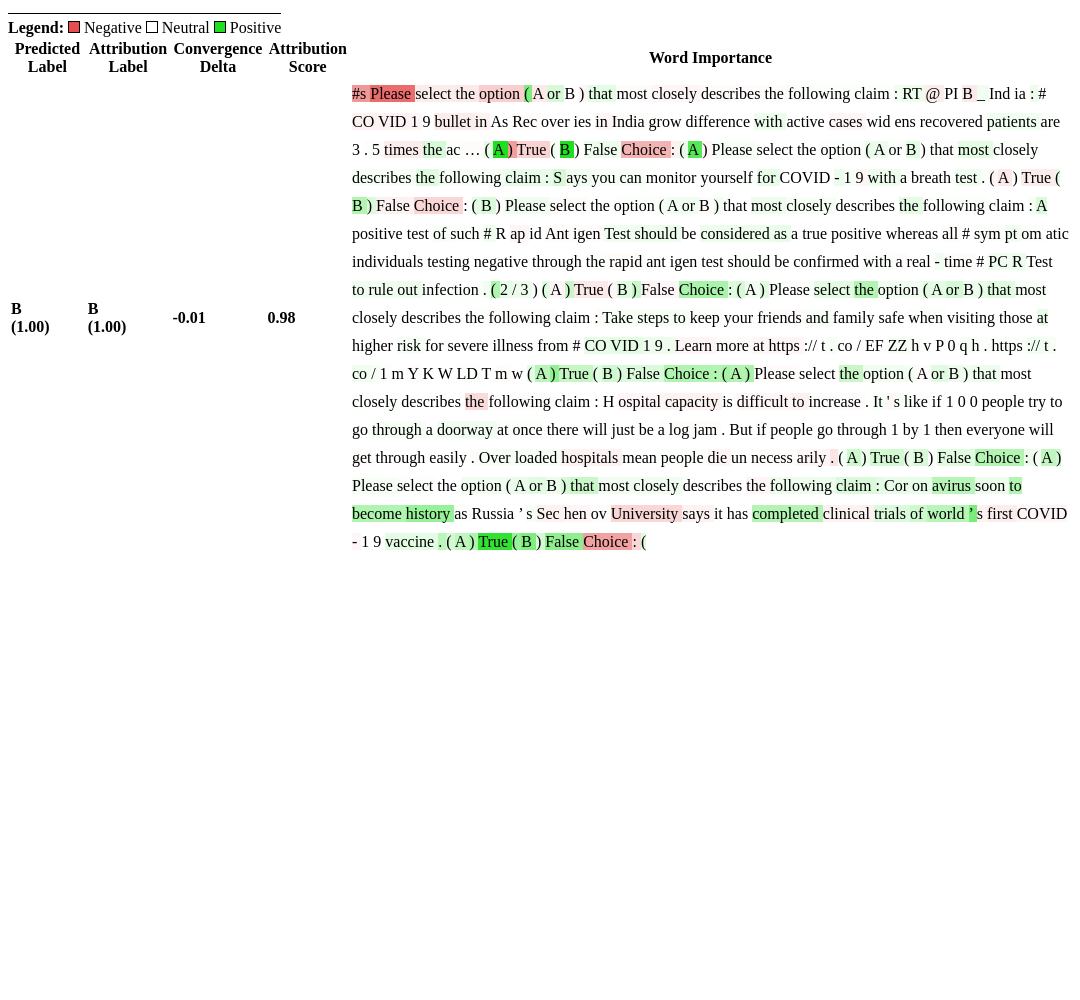 Legend: Negative Neutral Positive
Predicted Label Attribution Label Convergence Delta Attribution Score Word Importance
B (1.00) B (1.00) -0.01 0.98
#s Please select the option ( A or B ) that most closely describes the following claim : RT @ PI B _ Ind ia : #
CO VID 1 9 bullet in As Rec over ies in India grow difference with active cases wid ens recovered patients are
3 . 5 times the ac … ( A ) True ( B ) False Choice : ( A ) Please select the option ( A or B ) that most closely
describes the following claim : S ays you can monitor yourself for COVID - 1 9 with a breath test . ( A ) True (
B ) False Choice : ( B ) Please select the option ( A or B ) that most closely describes the following claim : A
positive test of such # R ap id Ant igen Test should be considered as a true positive whereas all # sym pt om atic
individuals testing negative through the rapid ant igen test should be confirmed with a real - time # PC R Test
to rule out infection . ( 2 / 3 ) ( A ) True ( B ) False Choice : ( A ) Please select the option ( A or B ) that most
closely describes the following claim : Take steps to keep your friends and family safe when visiting those at
higher risk for severe illness from # CO VID 1 9 . Learn more at https :// t . co / EF ZZ h v P 0 q h . https :// t .
co / 1 m Y K W LD T m w ( A ) True ( B ) False Choice : ( A ) Please select the option ( A or B ) that most
closely describes the following claim : H ospital capacity is difficult to increase . It ' s like if 1 0 0 people try to
go through a doorway at once there will just be a log jam . But if people go through 1 by 1 then everyone will
get through easily . Over loaded hospitals mean people die un necess arily . ( A ) True ( B ) False Choice : ( A )
Please select the option ( A or B ) that most closely describes the following claim : Cor on avirus soon to
become history as Russia ’ s Sec hen ov University says it has completed clinical trials of world ’ s first COVID
- 1 9 vaccine . ( A ) True ( B ) False Choice : (